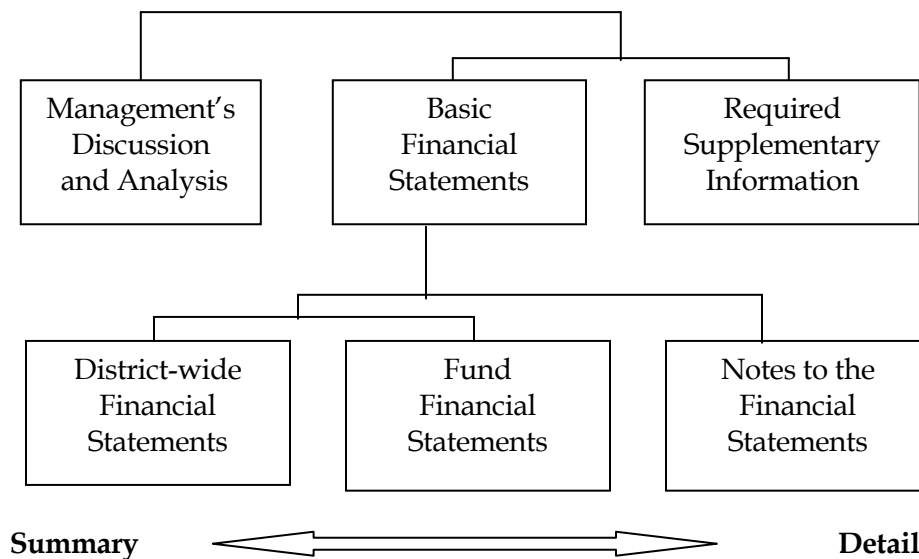 Management’s
Discussion
and Analysis
Basic
Financial
Statements
Required
Supplementary
Information
District-wide
Financial
Statements
Fund
Financial
Statements
Notes to the
Financial
Statements
Summary
Detail